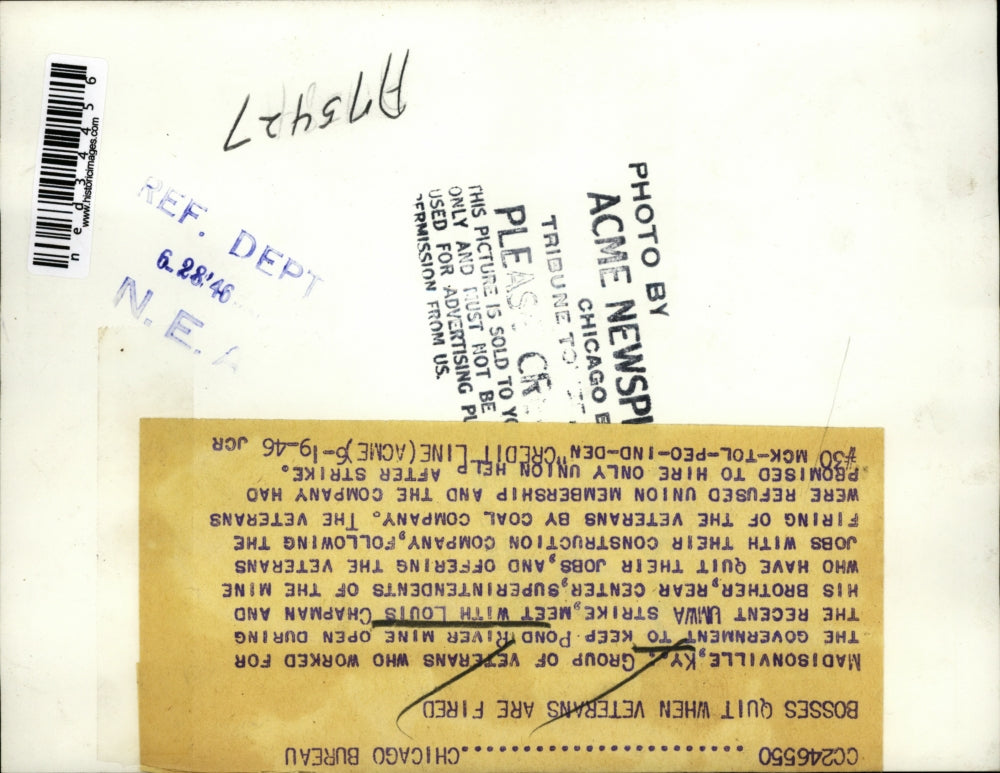 A75427
ned34456
www.historicimages.com
REF. DEPT
6-28'46
N. E. A
PHOTO BY
ACME NEWSPI
CHICAGO B
TRIBUNE TO
PLEAS CR
THIS PICTURE IS SOLD TO YO
ONLY AND MUST NOT BE
USED FOR ADVERTISING PU
PERMISSION FROM US.
CC246550 ..................CHICAGO BUREAU
BOSSES QUIT WHEN VETERANS ARE FIRED
MADISONVILLE,KY., GROUP OF VETERANS WHO WORKED FOR
THE GOVERNMENT TO KEEP POND RIVER MINE OPEN DURING
THE RECENT UMWA STRIKE,MEET WITH LOUIS CHAPMAN AND
HIS BROTHER,REAR CENTER,SUPERINTENDENTS OF THE MINE
WHO HAVE QUIT THEIR JOBS,AND OFFERING THE VETERANS
JOBS WITH THEIR CONSTRUCTION COMPANY,FOLLOWING THE
FIRING OF THE VETERANS BY COAL COMPANY. THE VETERANS
WERE REFUSED UNION MEMBERSHIP AND THE COMPANY HAD
PROMISED TO HIRE ONLY UNION HELP AFTER STRIKE.
#30 MCK-TOL-PEO-IND-DEN "CREDIT LINE(ACME)6-19-46 JGR